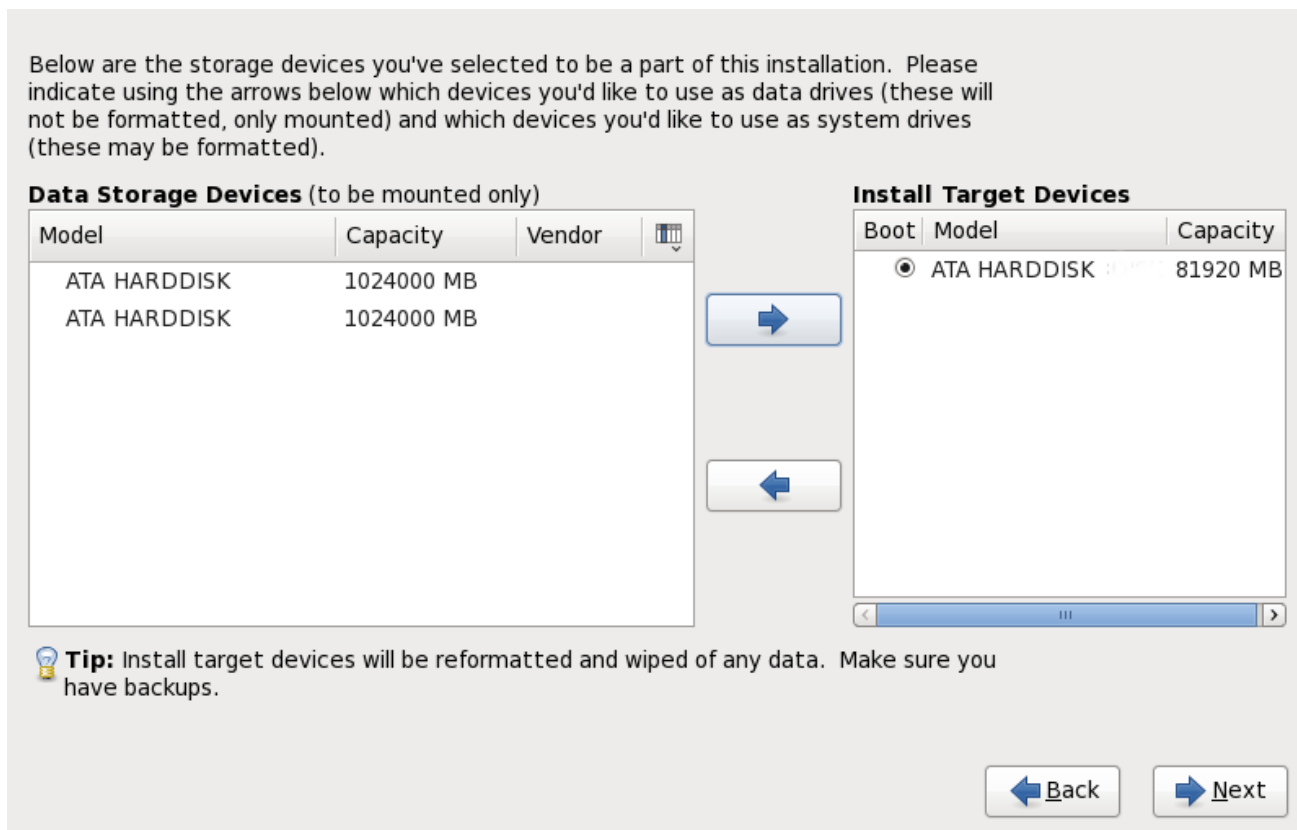 Below are the storage devices you've selected to be a part of this installation.  Please
indicate using the arrows below which devices you'd like to use as data drives (these will
not be formatted, only mounted) and which devices you'd like to use as system drives
(these may be formatted).
Data Storage Devices (to be mounted only)
Model Capacity Vendor
ATA HARDDISK 1024000 MB
ATA HARDDISK 1024000 MB
Install Target Devices
Boot Model Capacity
ATA HARDDISK 81920 MB
Tip: Install target devices will be reformatted and wiped of any data.  Make sure you
have backups.
Back Next